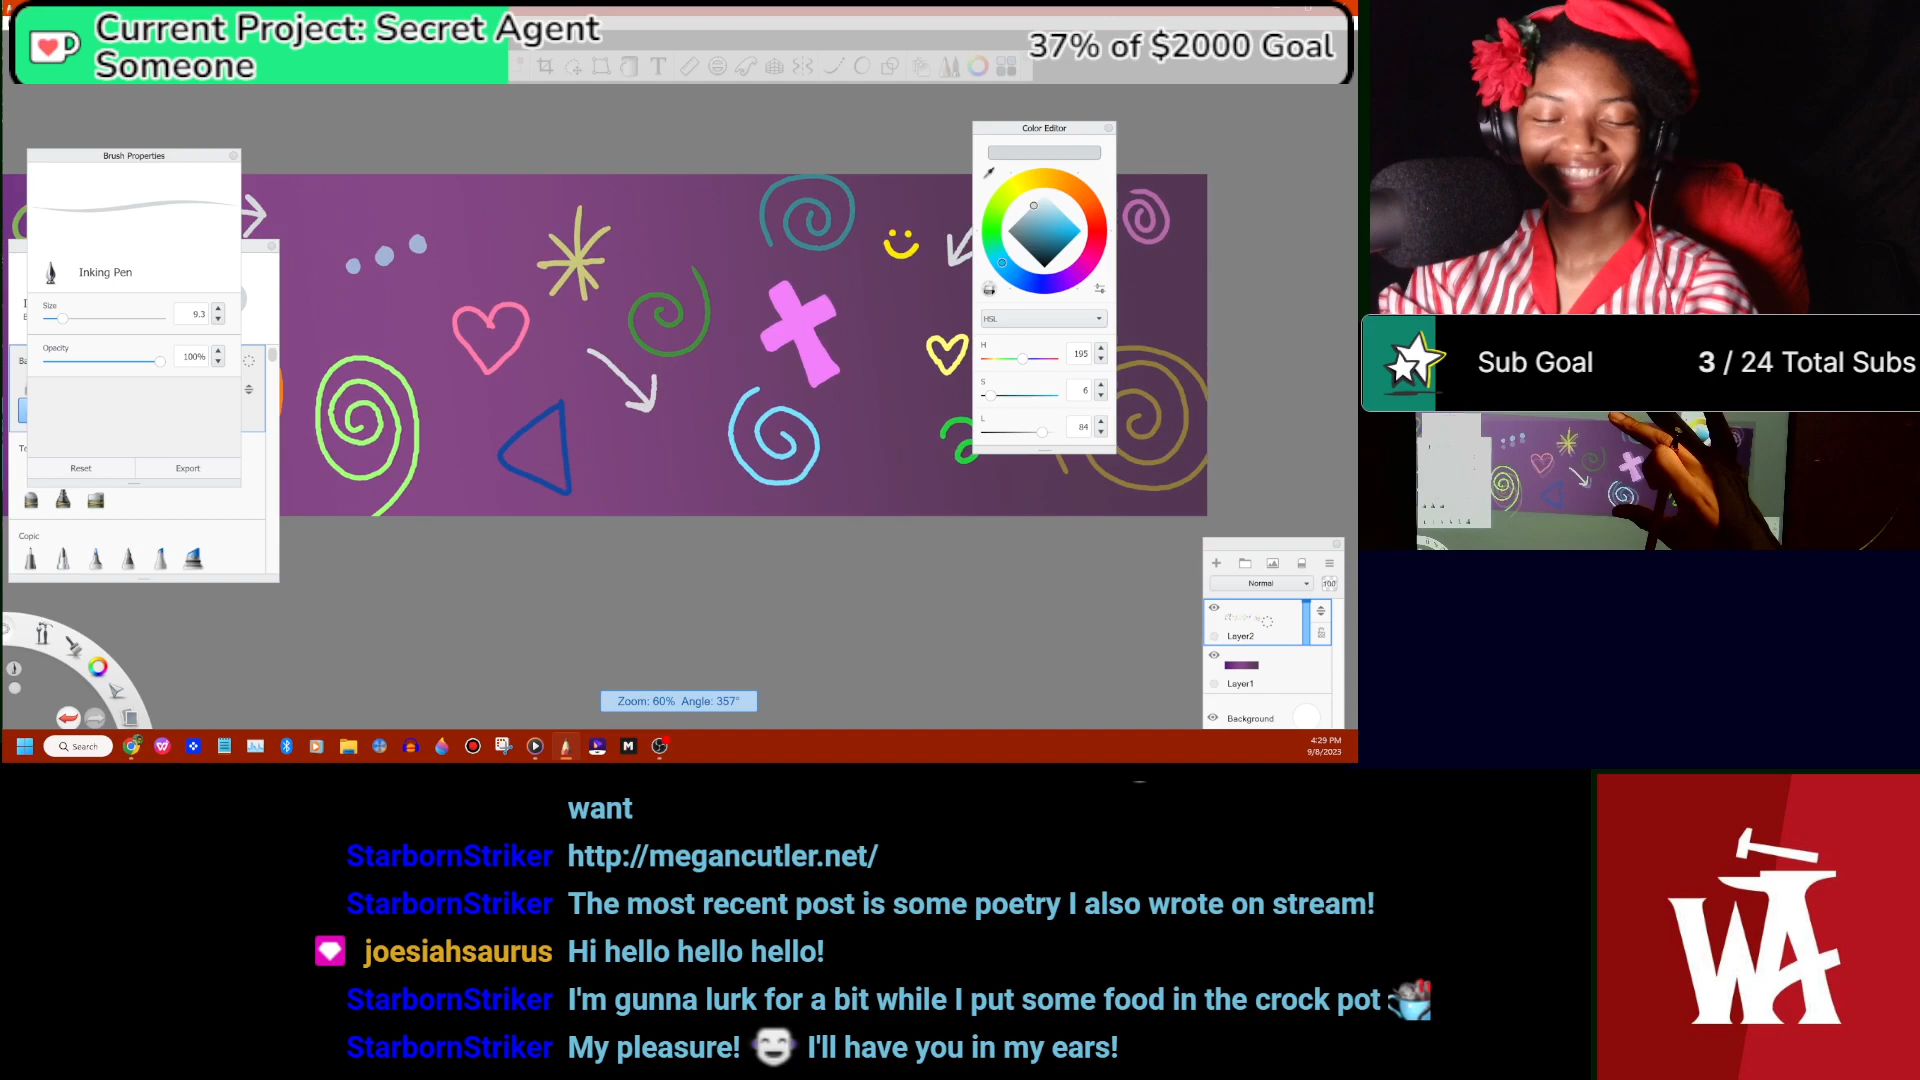 Current Project: Secret Agent
Someone
37% of $2000 Goal
Brush Properties
Inking Pen
Size
9.3
Opacity
100%
Reset
Export
Copic
Color Editor
HSL
H
195
S
6
L
84
Sub Goal
3 / 24 Total Subs
Normal
100
Layer2
Layer1
Background
Zoom: 60% Angle: 357°
Search
4:29 PM
9/8/2023
want
StarbornStriker http://megancutler.net/
StarbornStriker The most recent post is some poetry I also wrote on stream!
joesiahsaurus Hi hello hello hello!
StarbornStriker I'm gunna lurk for a bit while I put some food in the crock pot
StarbornStriker My pleasure! I'll have you in my ears!
WA